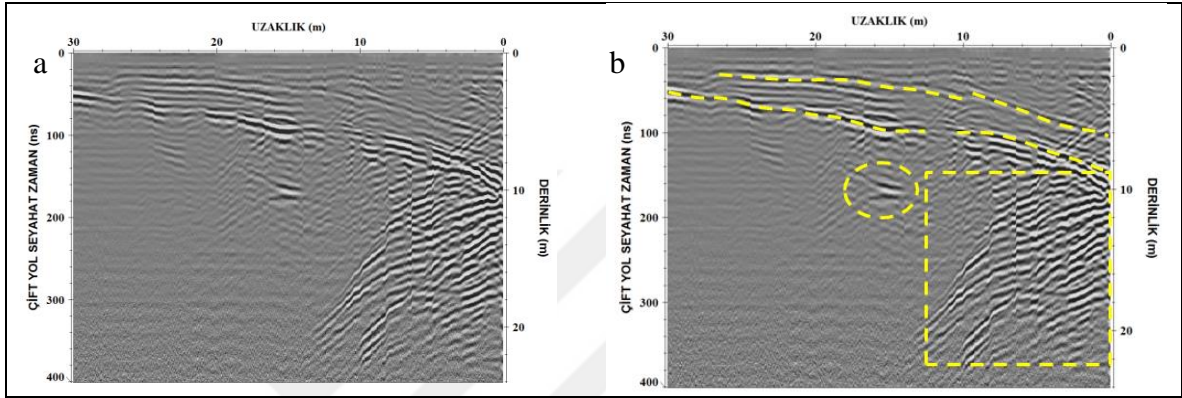 a
UZAKLIK (m)
30 20 10 0
ÇİFT YOL SEYAHAT ZAMAN (ns)
0
100
200
300
400
DERİNLİK (m)
0
10
20
b
UZAKLIK (m)
30 20 10 0
ÇİFT YOL SEYAHAT ZAMAN (ns)
0
100
200
300
400
DERİNLİK (m)
0
10
20